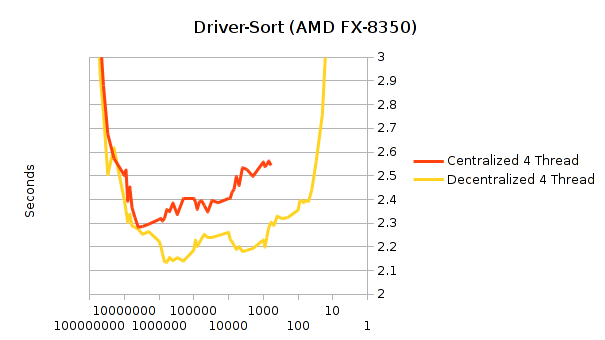 Driver-Sort (AMD FX-8350)
3
2.9
2.8
2.7
2.6
2.5
2.4
2.3
2.2
2.1
2
Seconds
Centralized 4 Thread
Decentralized 4 Thread
10000000 100000 1000 10
100000000 1000000 10000 100 1